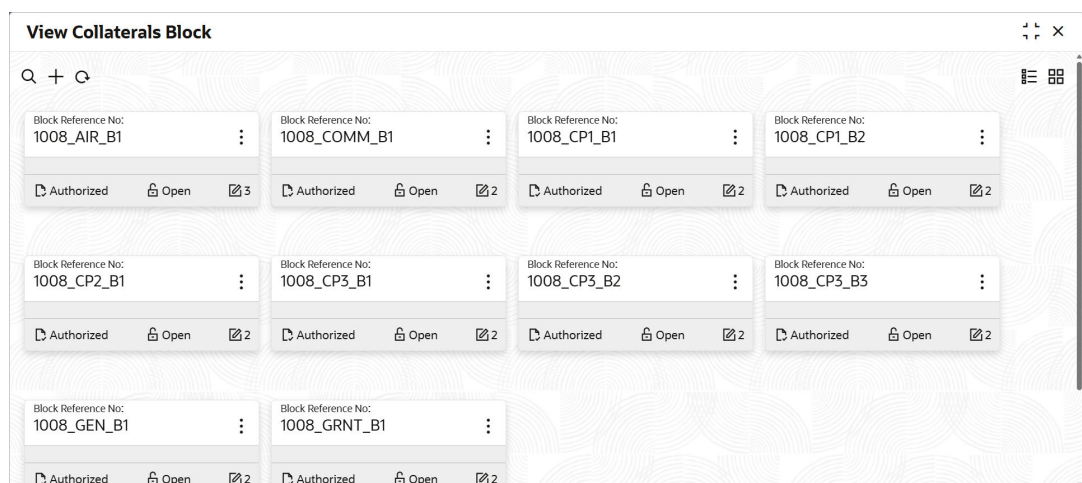 View Collaterals Block
Block Reference No: Block Reference No: Block Reference No: Block Reference No:
1008_AIR_B1 1008_COMM_B1 1008_CP1_B1 1008_CP1_B2
Authorized Open 3 Authorized Open 2 Authorized Open 2 Authorized Open 2
Block Reference No: Block Reference No: Block Reference No: Block Reference No:
1008_CP2_B1 1008_CP3_B1 1008_CP3_B2 1008_CP3_B3
Authorized Open 2 Authorized Open 2 Authorized Open 2 Authorized Open 2
Block Reference No: Block Reference No:
1008_GEN_B1 1008_GRNT_B1
Authorized Open 2 Authorized Open 2